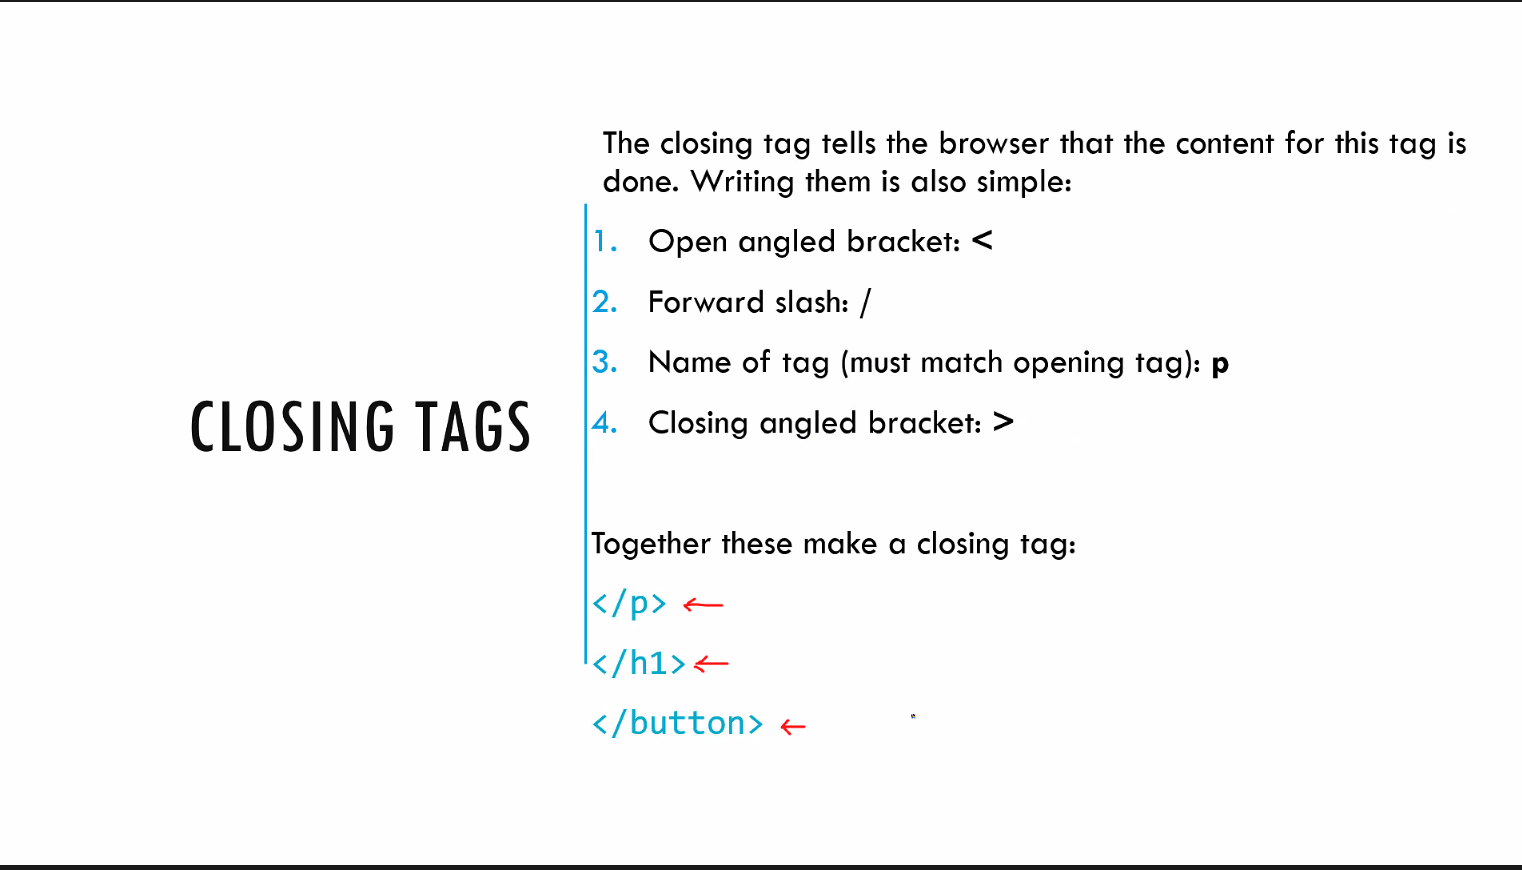 CLOSING TAGS
The closing tag tells the browser that the content for this tag is
done. Writing them is also simple:
1. Open angled bracket: <
2. Forward slash: /
3. Name of tag (must match opening tag): p
4. Closing angled bracket: >
Together these make a closing tag:
</p>
</h1>
</button>